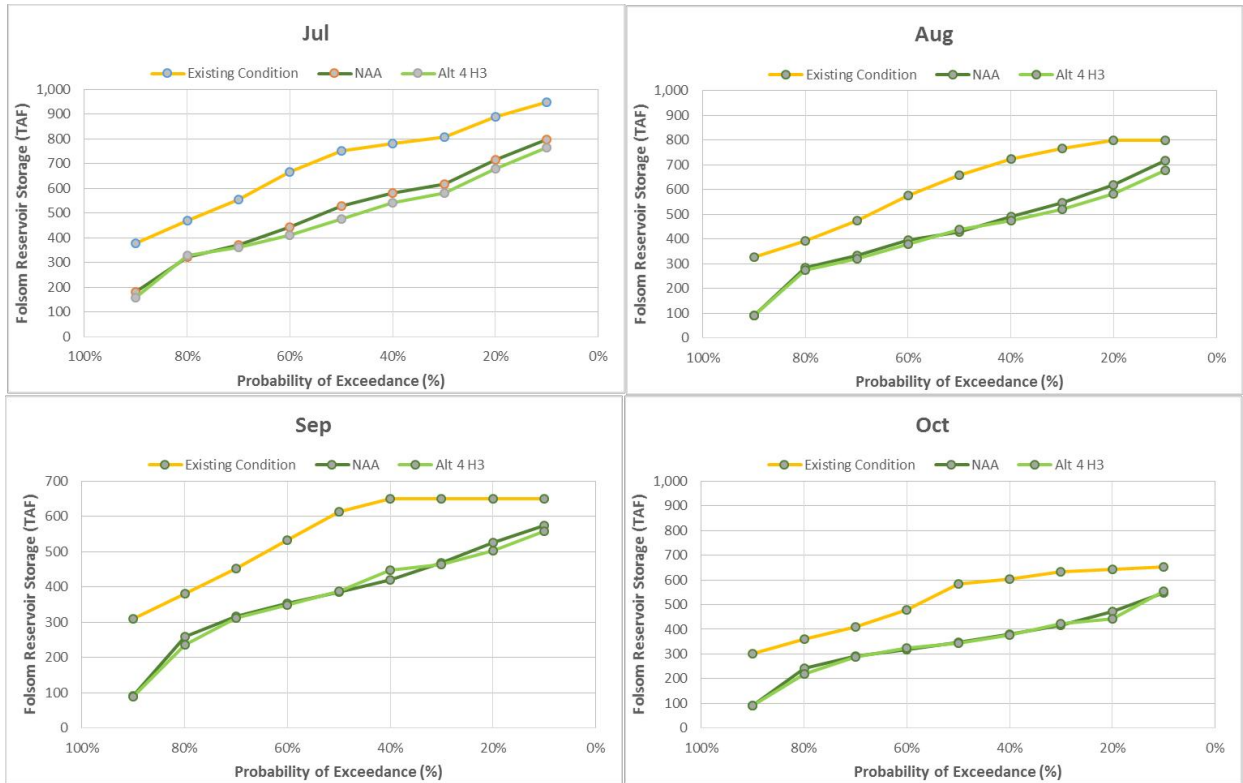 Jul
Existing Condition NAA Alt 4 H3
Folsom Reservoir Storage (TAF)
1,000
900
800
700
600
500
400
300
200
100
0
100% 80% 60% 40% 20% 0%
Probability of Exceedance (%)
Aug
Existing Condition NAA Alt 4 H3
Folsom Reservoir Storage (TAF)
1,000
900
800
700
600
500
400
300
200
100
0
100% 80% 60% 40% 20% 0%
Probability of Exceedance (%)
Sep
Existing Condition NAA Alt 4 H3
Folsom Reservoir Storage (TAF)
700
600
500
400
300
200
100
0
100% 80% 60% 40% 20% 0%
Probability of Exceedance (%)
Oct
Existing Condition NAA Alt 4 H3
Folsom Reservoir Storage (TAF)
1,000
900
800
700
600
500
400
300
200
100
0
100% 80% 60% 40% 20% 0%
Probability of Exceedance (%)